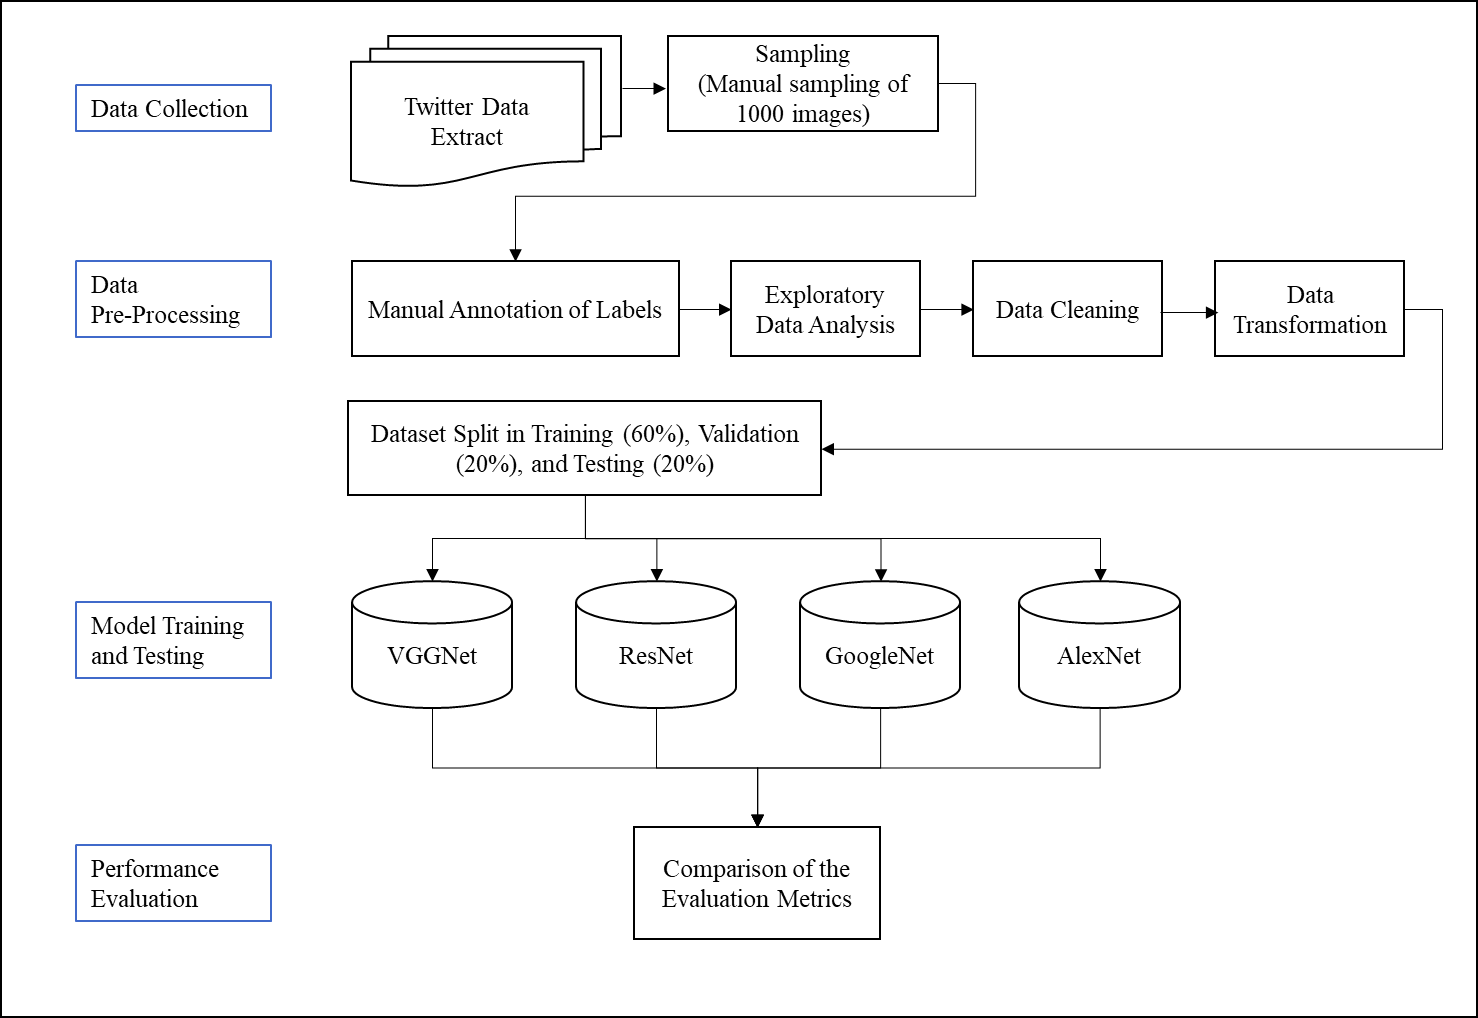 Data Collection
Twitter Data
Extract
Sampling
(Manual sampling of
1000 images)
Data
Pre-Processing
Manual Annotation of Labels
Exploratory
Data Analysis
Data Cleaning
Data
Transformation
Dataset Split in Training (60%), Validation
(20%), and Testing (20%)
Model Training
and Testing
VGGNet
ResNet
GoogleNet
AlexNet
Performance
Evaluation
Comparison of the
Evaluation Metrics